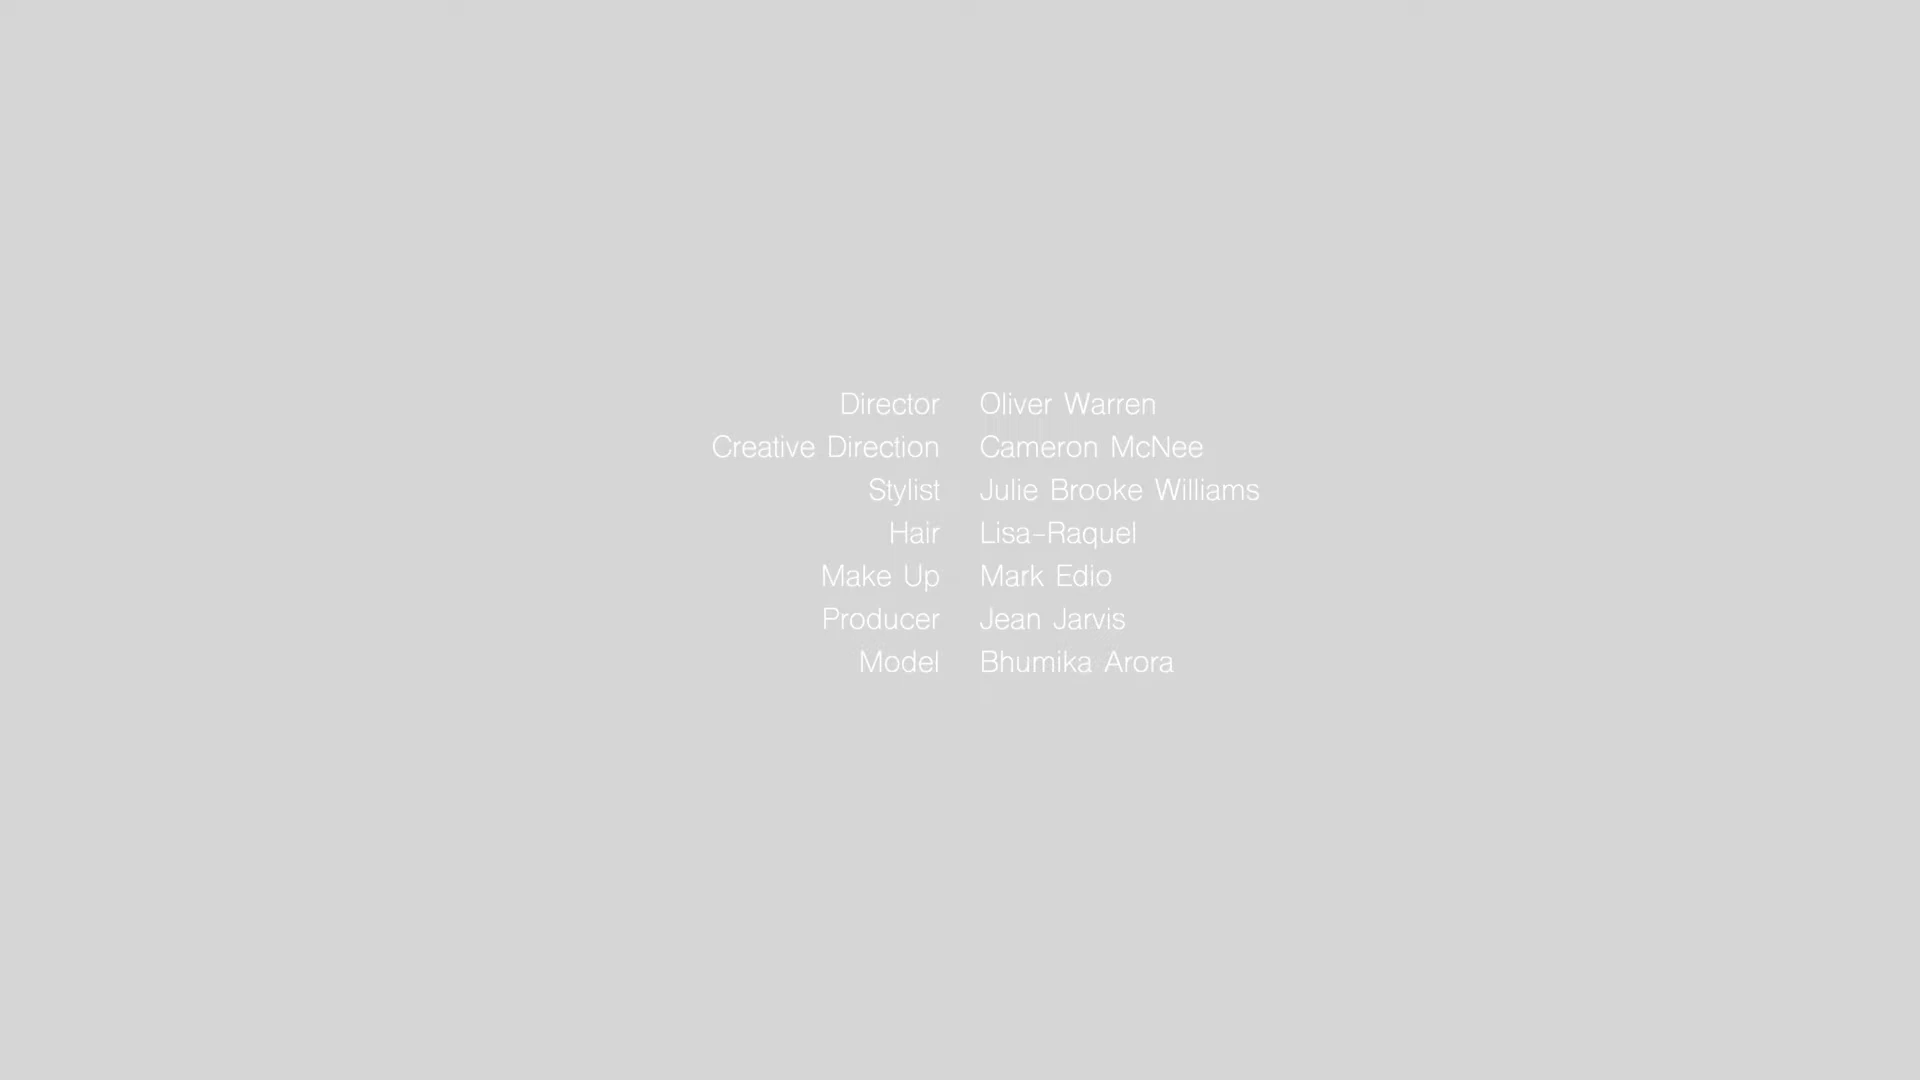 Director Oliver Warren
Creative Direction Cameron McNee
Stylist Julie Brooke Williams
Hair Lisa-Raquel
Make Up Mark Edio
Producer Jean Jarvis
Model Bhumika Arora